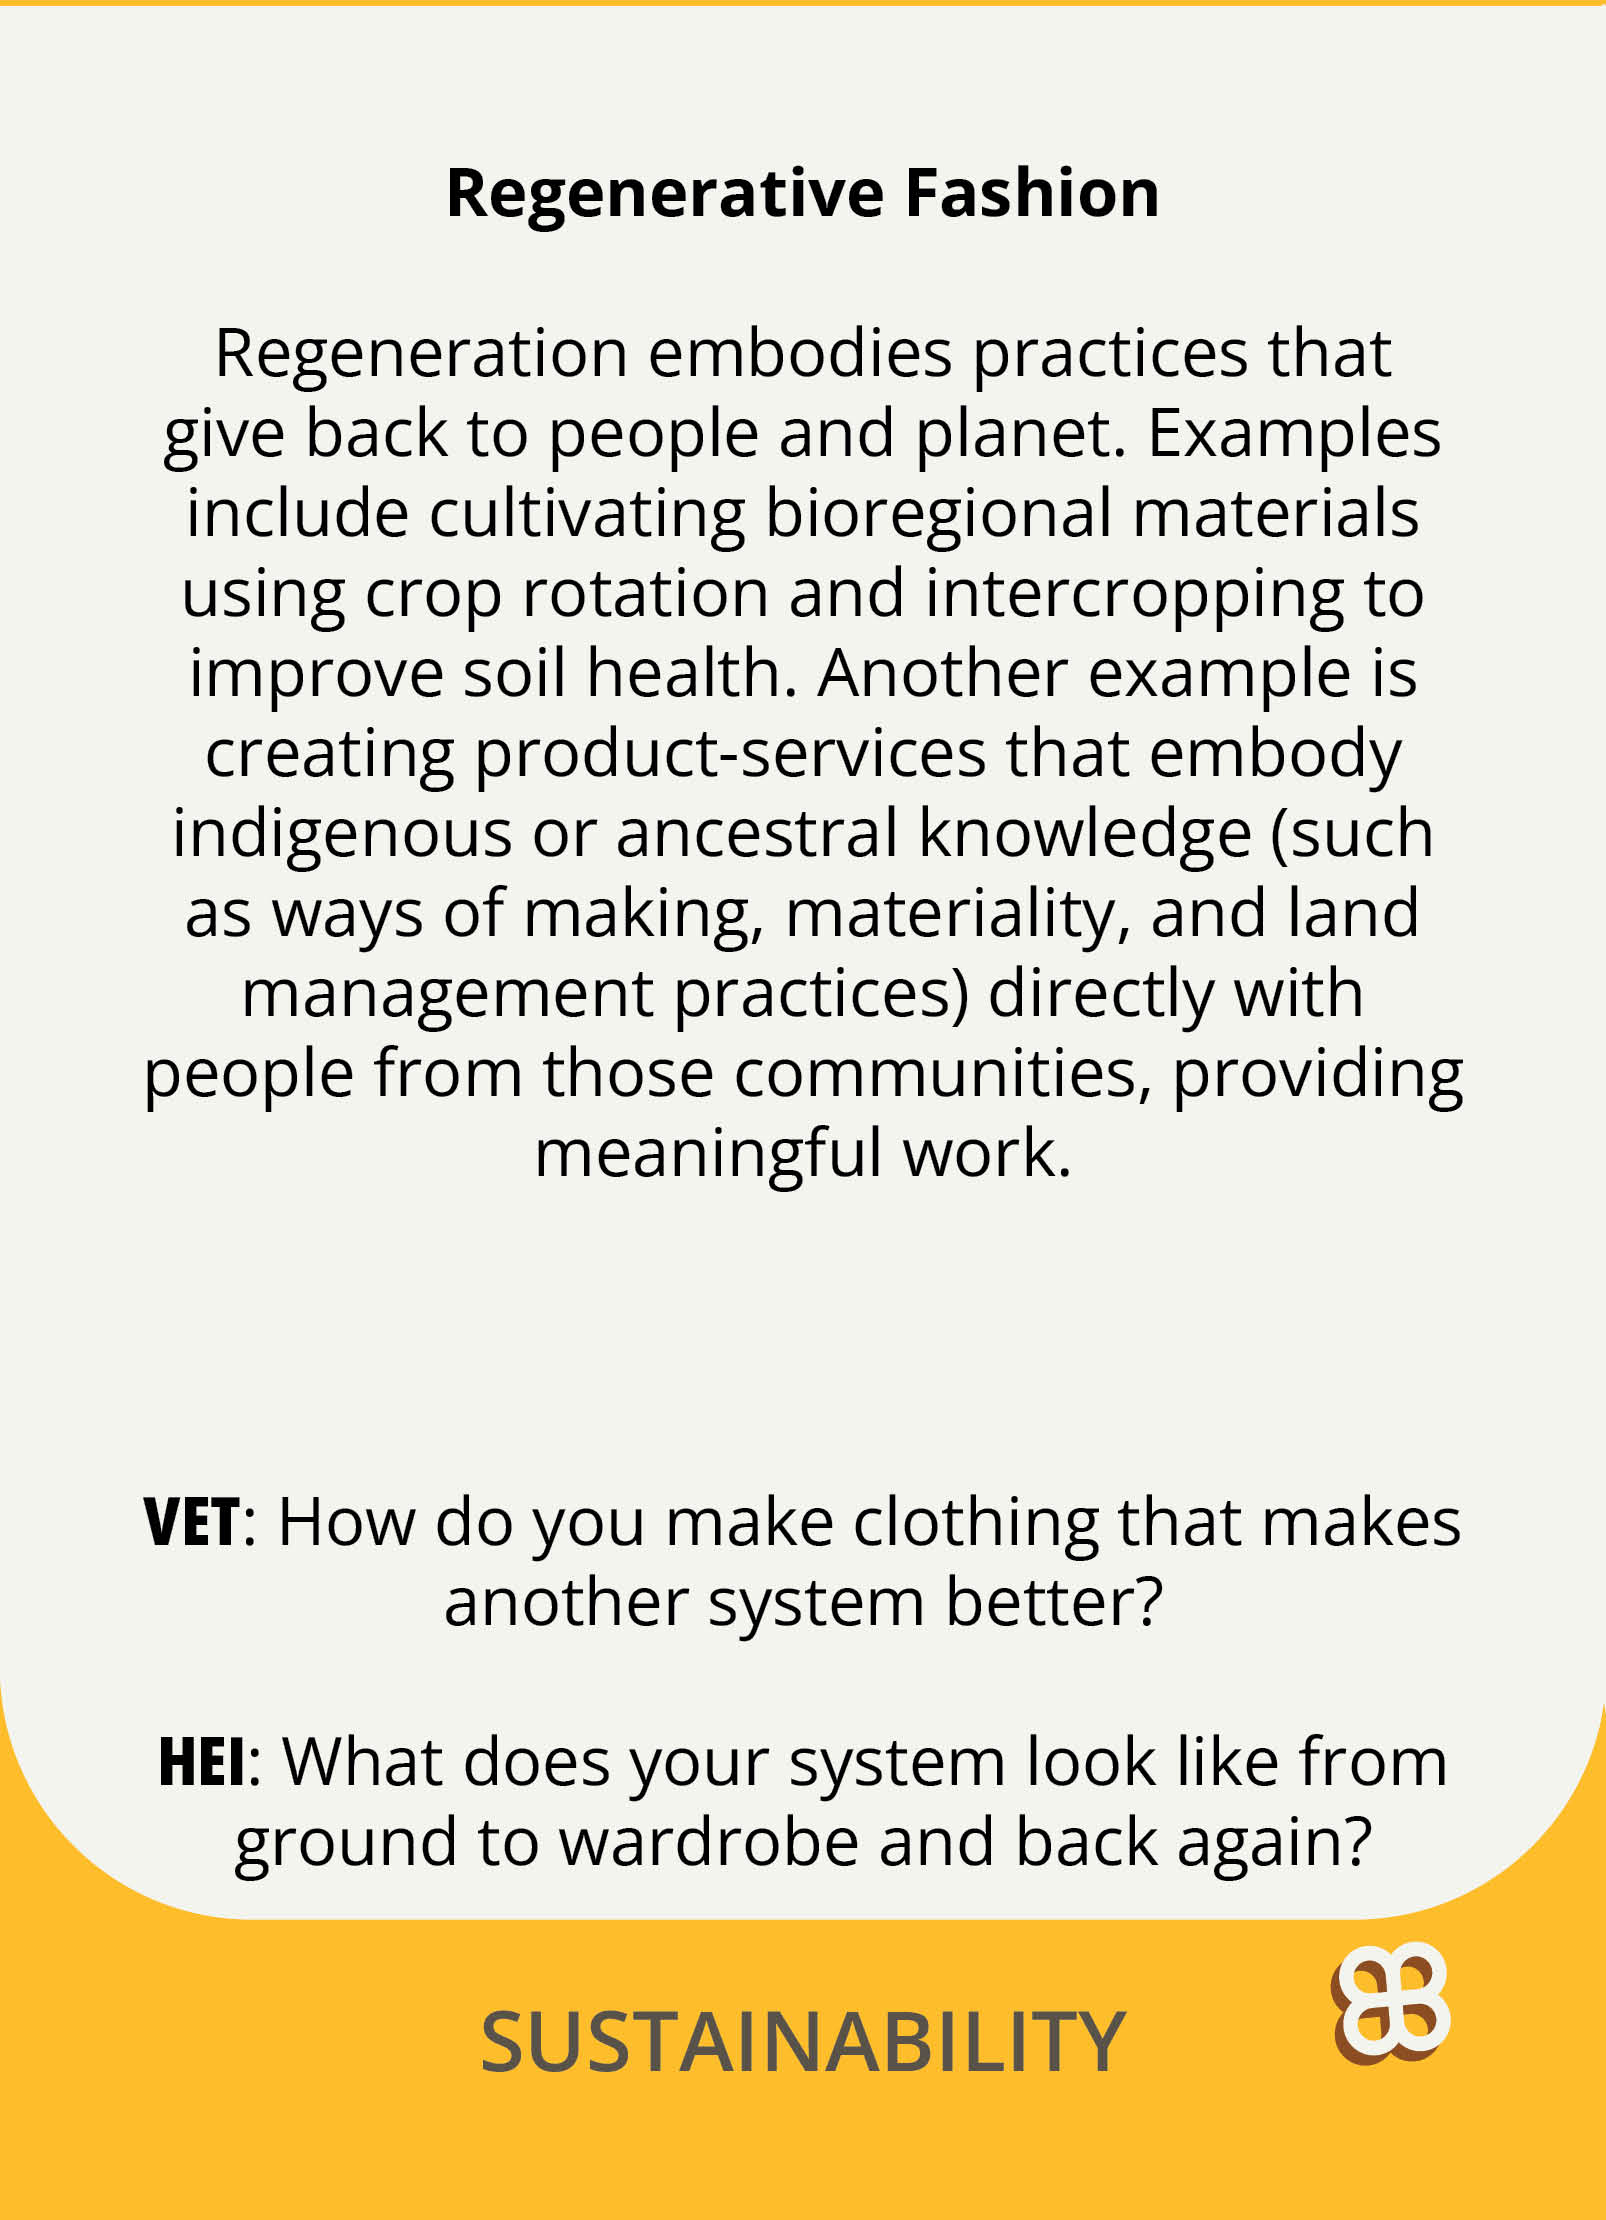 Regenerative Fashion
Regeneration embodies practices that
give back to people and planet. Examples
include cultivating bioregional materials
using crop rotation and intercropping to
improve soil health. Another example is
creating product-services that embody
indigenous or ancestral knowledge (such
as ways of making, materiality, and land
management practices) directly with
people from those communities, providing
meaningful work.
VET: How do you make clothing that makes
another system better?
HEI: What does your system look like from
ground to wardrobe and back again?
SUSTAINABILITY